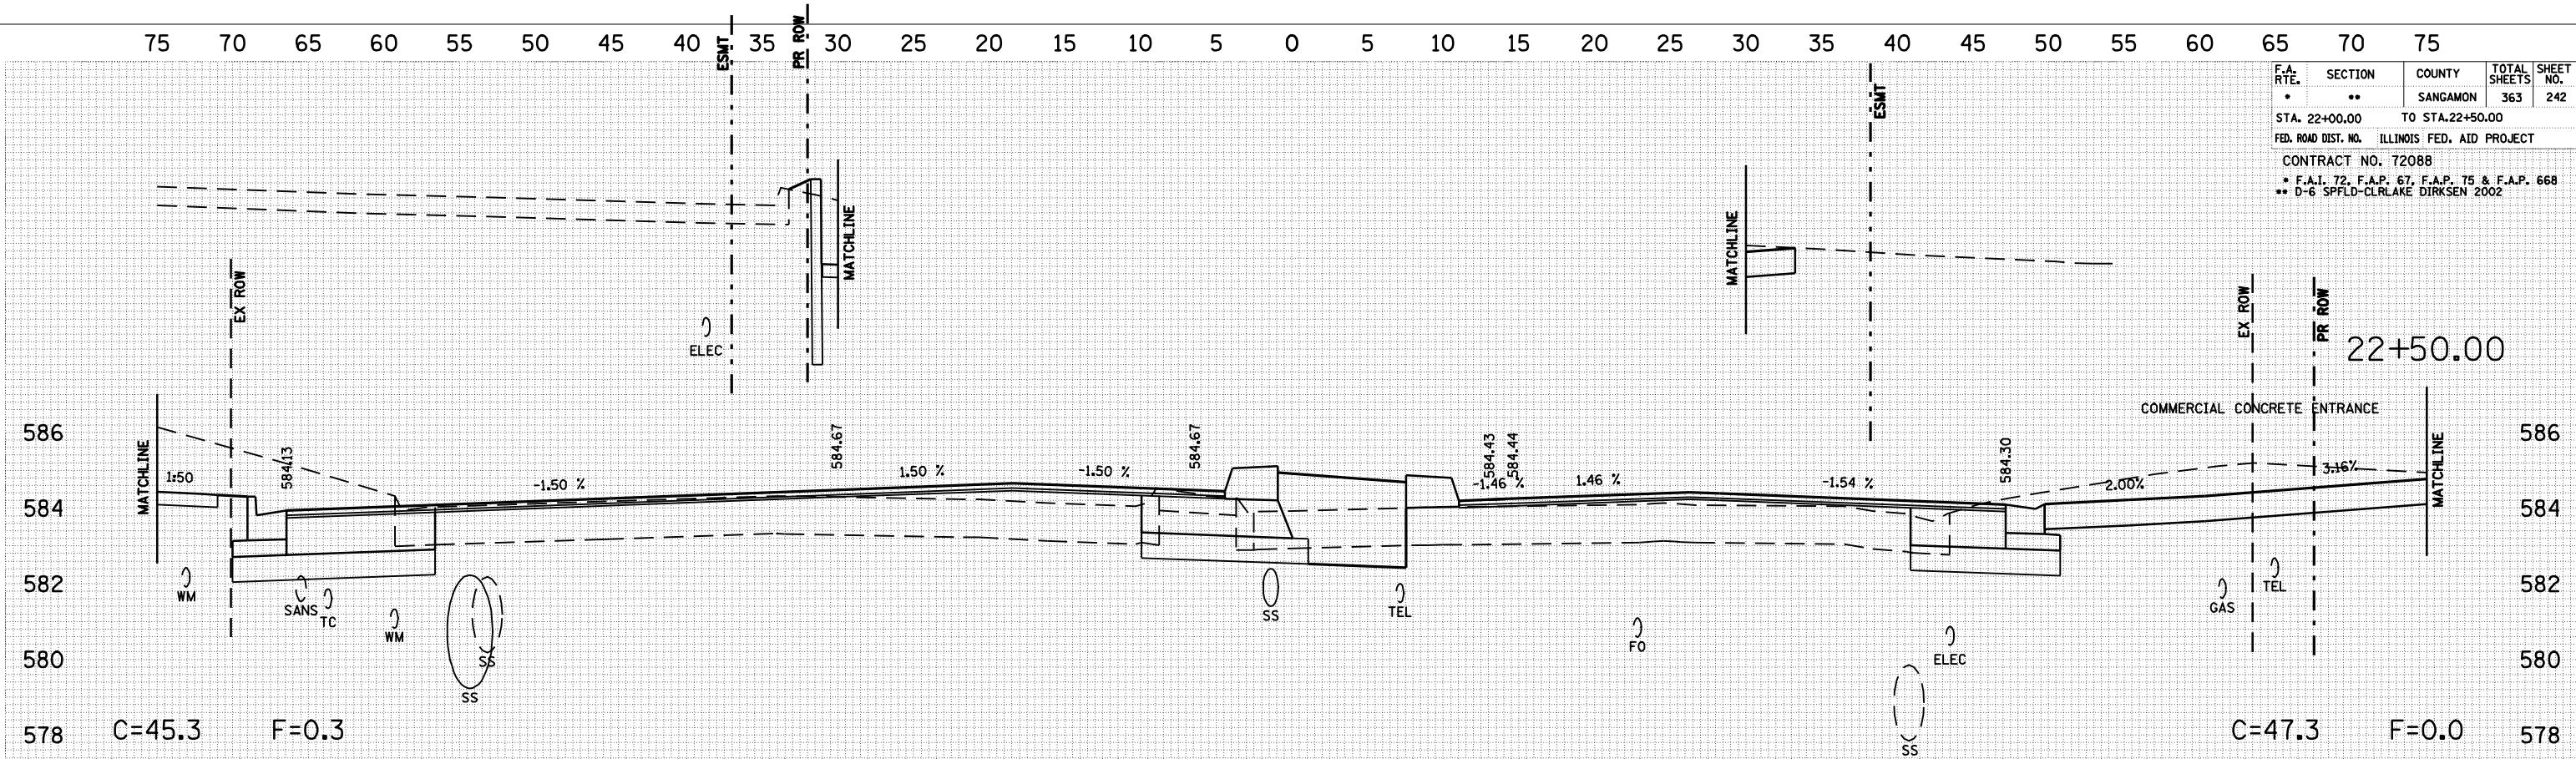 75 70 65 60 55 50 45 40 35 30 25 20 15 10 5 0 5 10 15 20 25 30 35 40 45 50 55 60 65 70 75
ESMT
PR ROW
ESMT
F.A. RTE. SECTION COUNTY TOTAL SHEETS SHEET NO.
* ** SANGAMON 363 242
STA. 22+00.00 TO STA.22+50.00
FED. ROAD DIST. NO. ILLINOIS FED. AID PROJECT
CONTRACT NO. 72088
* F.A.I. 72, F.A.P. 67, F.A.P. 75 & F.A.P. 668
** D-6 SPFLD-CLRLAKE DIRKSEN 2002
MATCHLINE
MATCHLINE
EX ROW
EX ROW
PR ROW
ELEC
22+50.00
COMMERCIAL CONCRETE ENTRANCE
586 586
MATCHLINE
1:50
584.13
-1.50 %
584.67
1.50 %
-1.50 %
584.67
584.43
584.44
-1.46 %
1.46 %
-1.54 %
584.30
2.00%
3.16%
MATCHLINE
584 584
582 582
WM
SANS
TC
WM
SS
SS
SS
TEL
FO
ELEC
SS
GAS
TEL
580 580
C=45.3 F=0.3
C=47.3 F=0.0
578 578